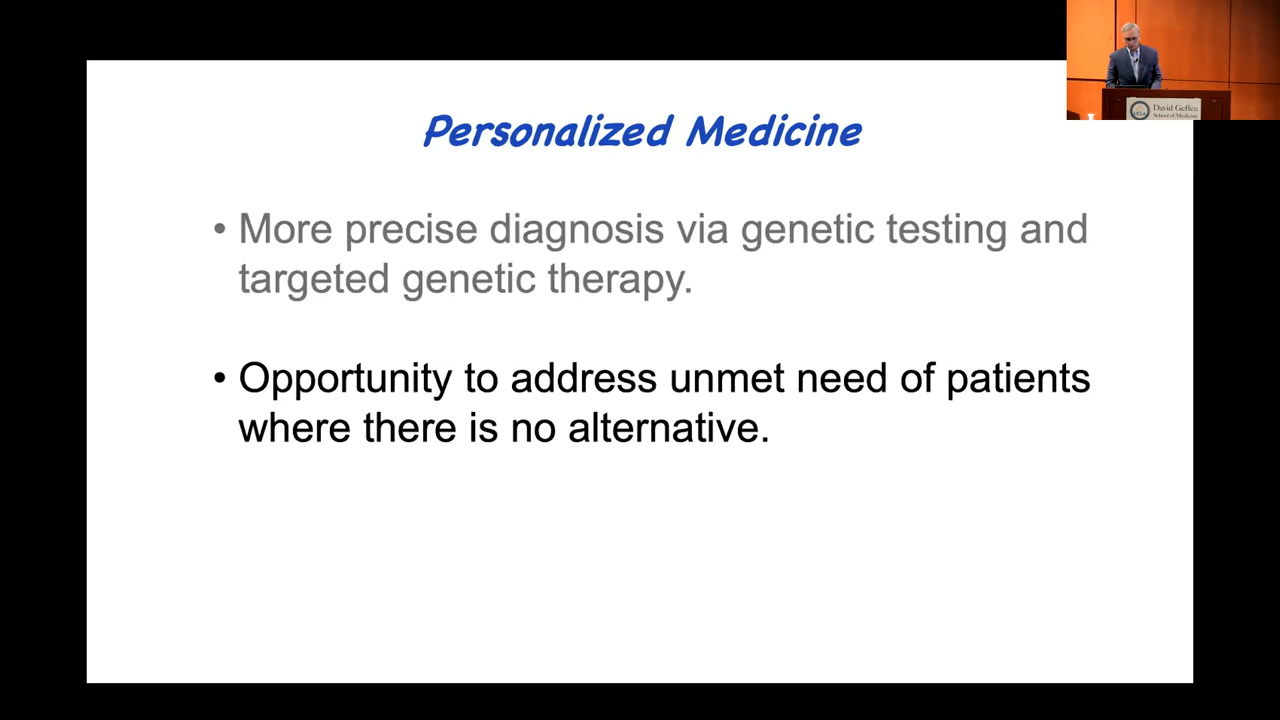 Personalized Medicine
• More precise diagnosis via genetic testing and
targeted genetic therapy.
• Opportunity to address unmet need of patients
where there is no alternative.
David Geffen
School of Medicine
UCLA